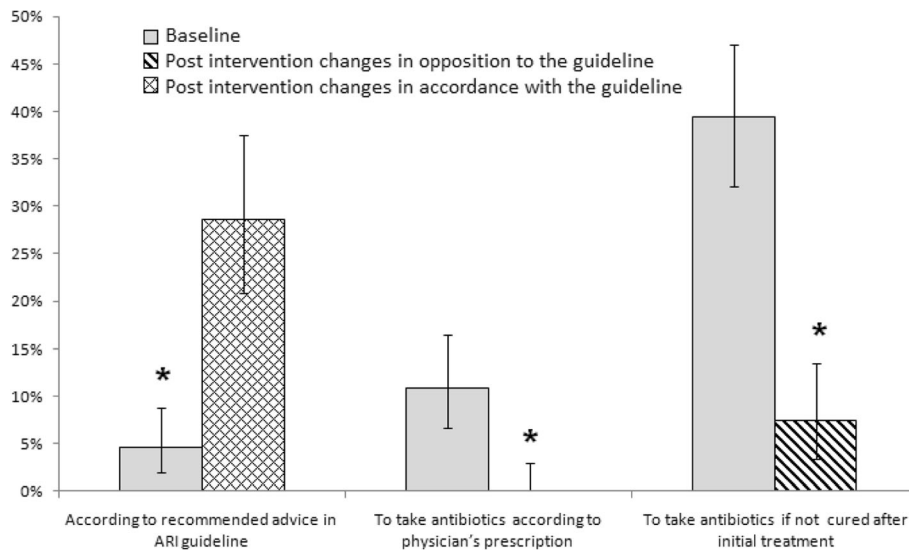 50%
45%
40%
35%
30%
25%
20%
15%
10%
5%
0%
Baseline
Post intervention changes in opposition to the guideline
Post intervention changes in accordance with the guideline
*
*
*
According to recommended advice in
ARI guideline
To take antibiotics according to
physician's prescription
To take antibiotics if not cured after
initial treatment